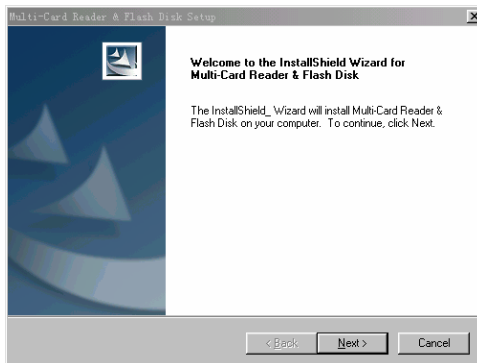 Multi-Card Reader & Flash Disk Setup
Welcome to the InstallShield Wizard for
Multi-Card Reader & Flash Disk
The InstallShield_ Wizard will install Multi-Card Reader &
Flash Disk on your computer. To continue, click Next.
< Back Next > Cancel